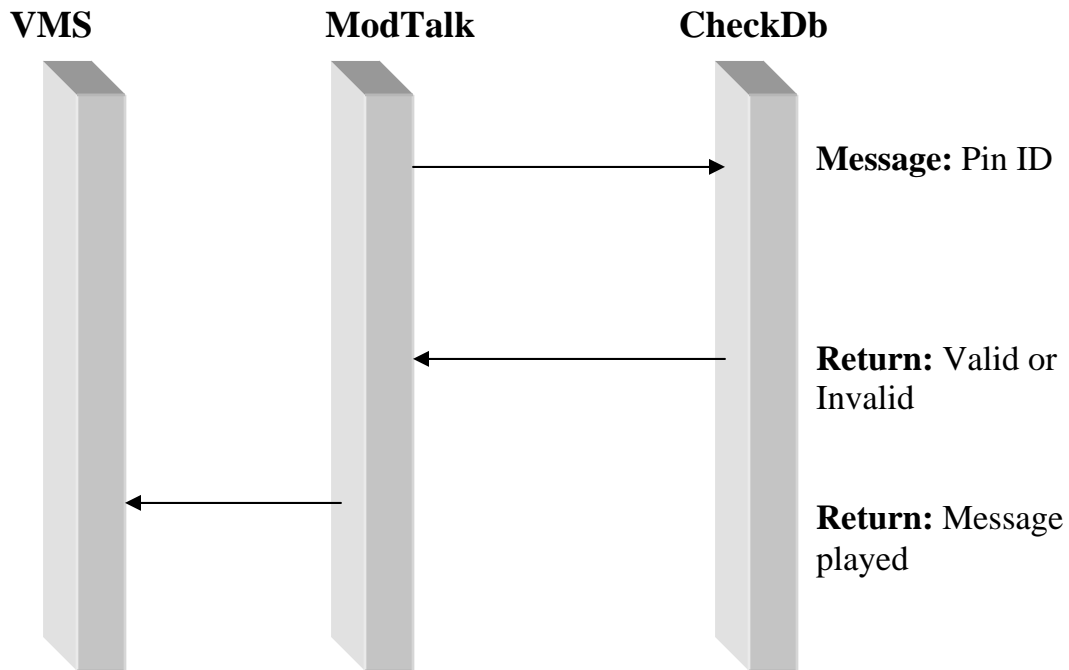 VMS ModTalk CheckDb
Message: Pin ID
Return: Valid or
Invalid
Return: Message
played